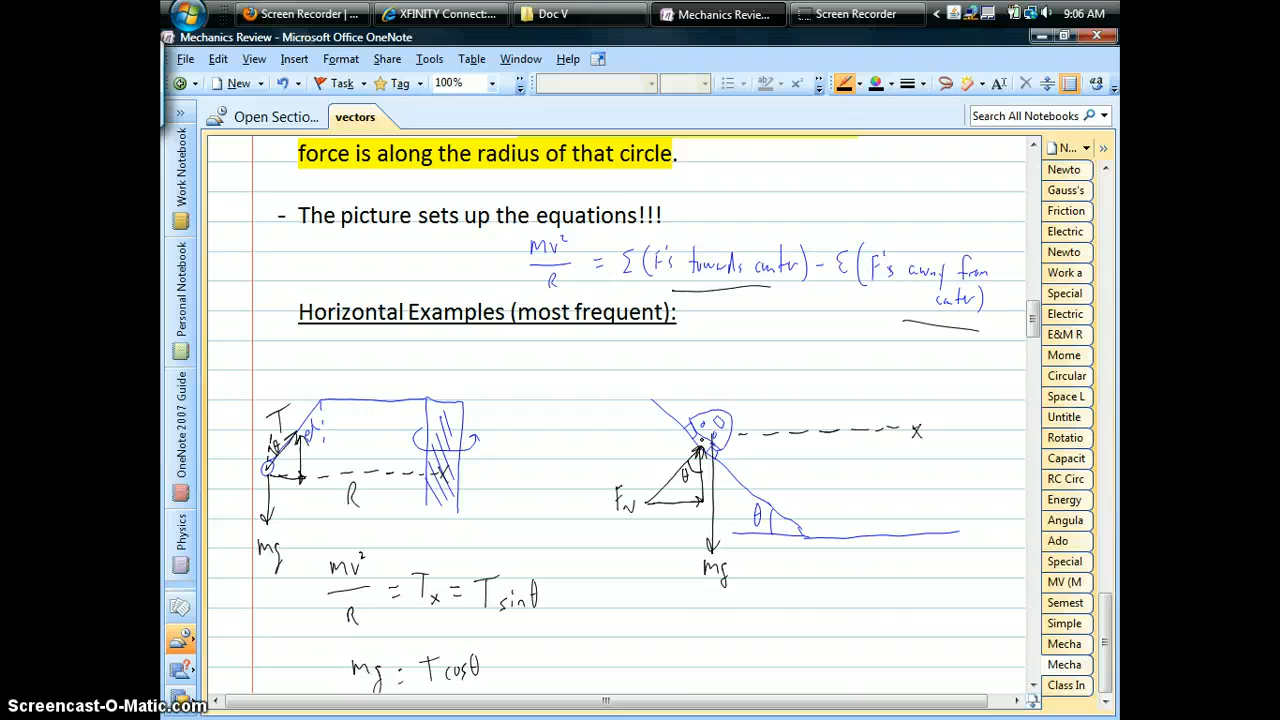 Screen Recorder | ...
XFINITY Connect:...
Doc V
Mechanics Review...
Screen Recorder
9:06 AM
Mechanics Review - Microsoft Office OneNote
File Edit View Insert Format Share Tools Table Window Help
New Task Tag 100%
Open Sectio... vectors
Search All Notebooks
N...
Work Notebook
Personal Notebook
OneNote 2007 Guide
Physics
force is along the radius of that circle.
- The picture sets up the equations!!!
MV²/R = Σ(F's towards center) - Σ(F's away from center)
Horizontal Examples (most frequent):
T
θ
R
mg
x
θ
F_N
θ
mg
MV²/R = Tx = T sinθ
mg = T cosθ
Newto
Gauss's
Friction
Electric
Newto
Work a
Special
Electric
E&M R
Mome
Circular
Space L
Untitle
Rotatio
Capacit
RC Circ
Energy
Angula
Ado
Special
MV (M
Semest
Simple
Mecha
Mecha
Class In
Screencast-O-Matic.com